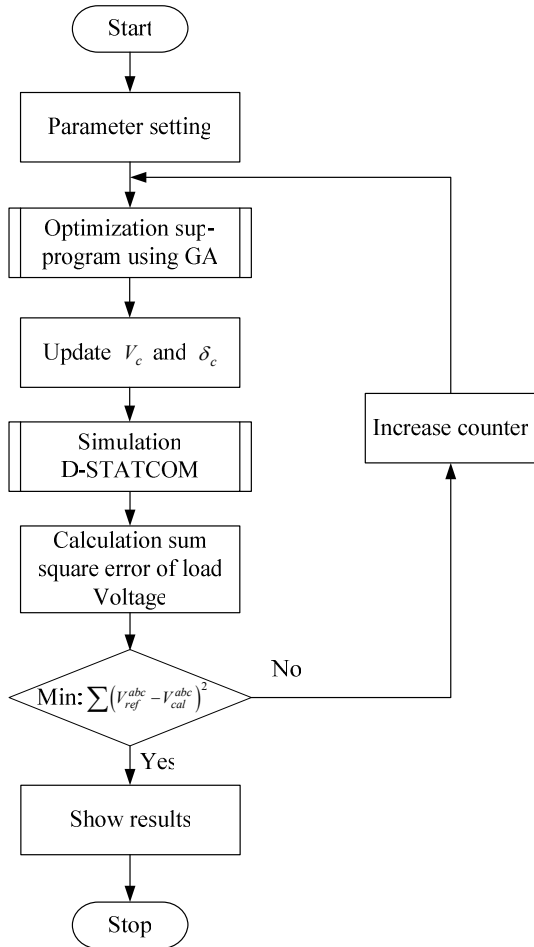 Start
Parameter setting
Optimization sup-
program using GA
Update V_c and δ_c
Simulation
D-STATCOM
Increase counter
Calculation sum
square error of load
Voltage
No
Min: ∑(V_ref^abc − V_cal^abc)^2
Yes
Show results
Stop